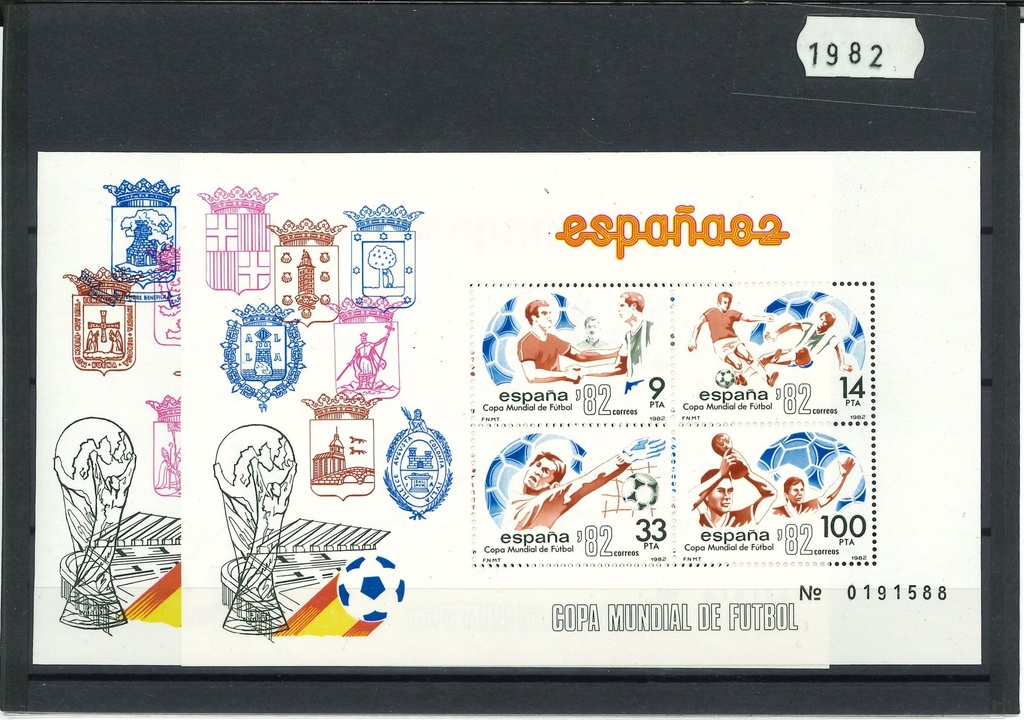 1982
españa82
españa '82 9 PTA
Copa Mundial de Fútbol correos
F N M T 1982
españa '82 14 PTA
Copa Mundial de Fútbol correos
F N M T 1982
españa '82 33 PTA
Copa Mundial de Fútbol correos
F N M T 1982
españa '82 100 PTA
Copa Mundial de Fútbol correos
F N M T 1982
Nº 0191588
COPA MUNDIAL DE FUTBOL